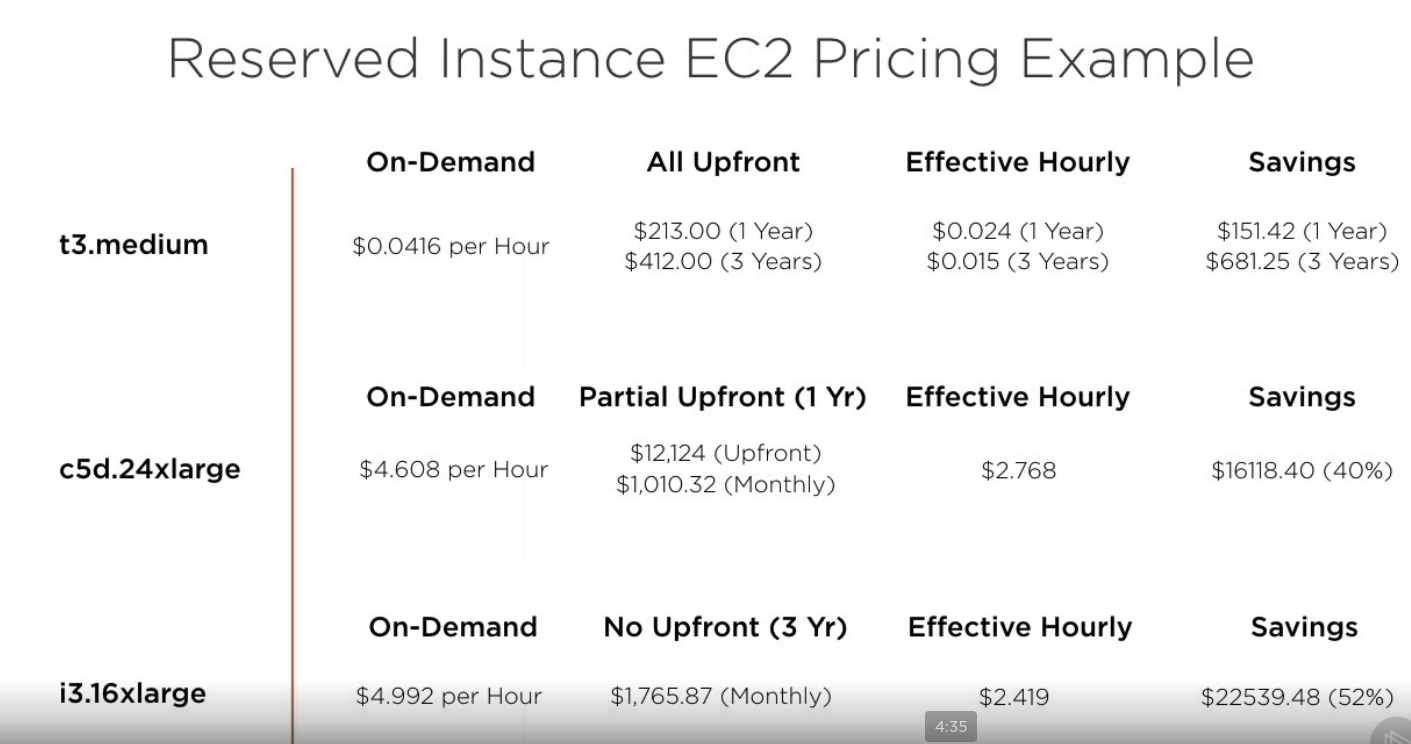 Reserved Instance EC2 Pricing Example
On-Demand All Upfront Effective Hourly Savings
t3.medium $0.0416 per Hour $213.00 (1 Year) $0.024 (1 Year) $151.42 (1 Year)
$412.00 (3 Years) $0.015 (3 Years) $681.25 (3 Years)
On-Demand Partial Upfront (1 Yr) Effective Hourly Savings
c5d.24xlarge $4.608 per Hour $12,124 (Upfront) $2.768 $16118.40 (40%)
$1,010.32 (Monthly)
On-Demand No Upfront (3 Yr) Effective Hourly Savings
i3.16xlarge $4.992 per Hour $1,765.87 (Monthly) $2.419 $22539.48 (52%)
4:35